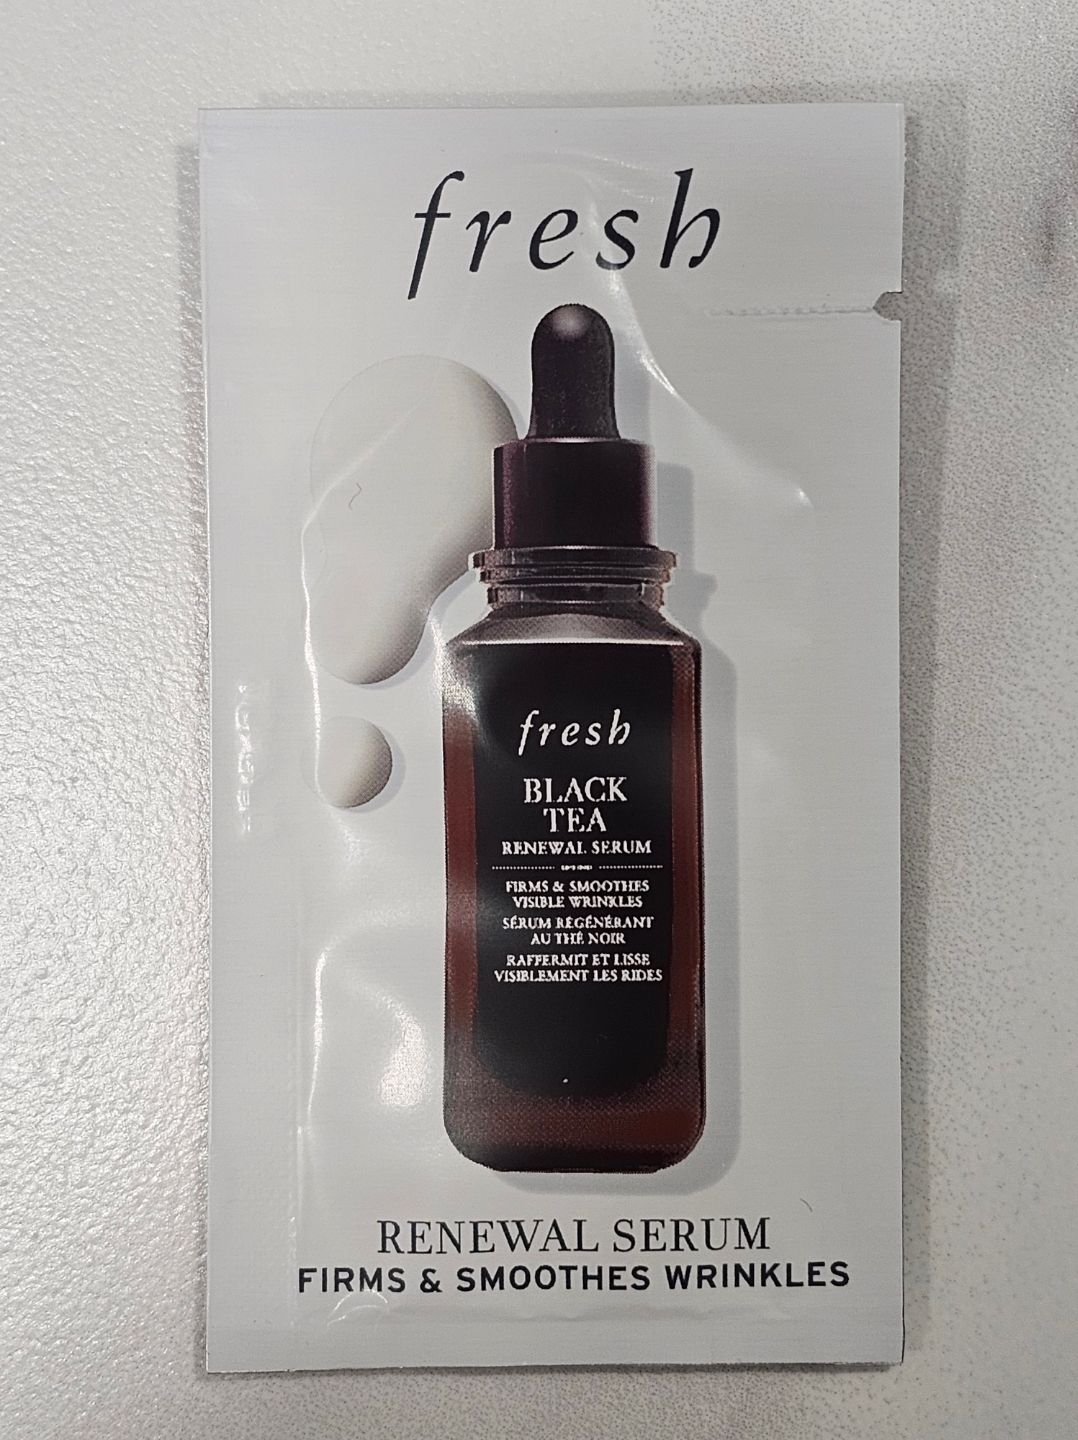 fresh
fresh
BLACK
TEA
RENEWAL SERUM
FIRMS & SMOOTHES
VISIBLE WRINKLES
SÉRUM RÉGÉNÉRANT
AU THÉ NOIR
RAFFERMIT ET LISSE
VISIBLEMENT LES RIDES
RENEWAL SERUM
FIRMS & SMOOTHES WRINKLES